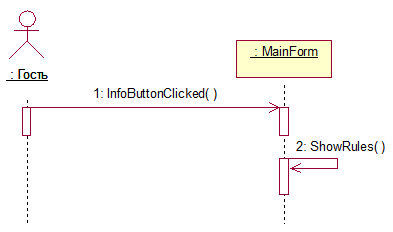 : Гость
: MainForm
1: InfoButtonClicked( )
2: ShowRules( )